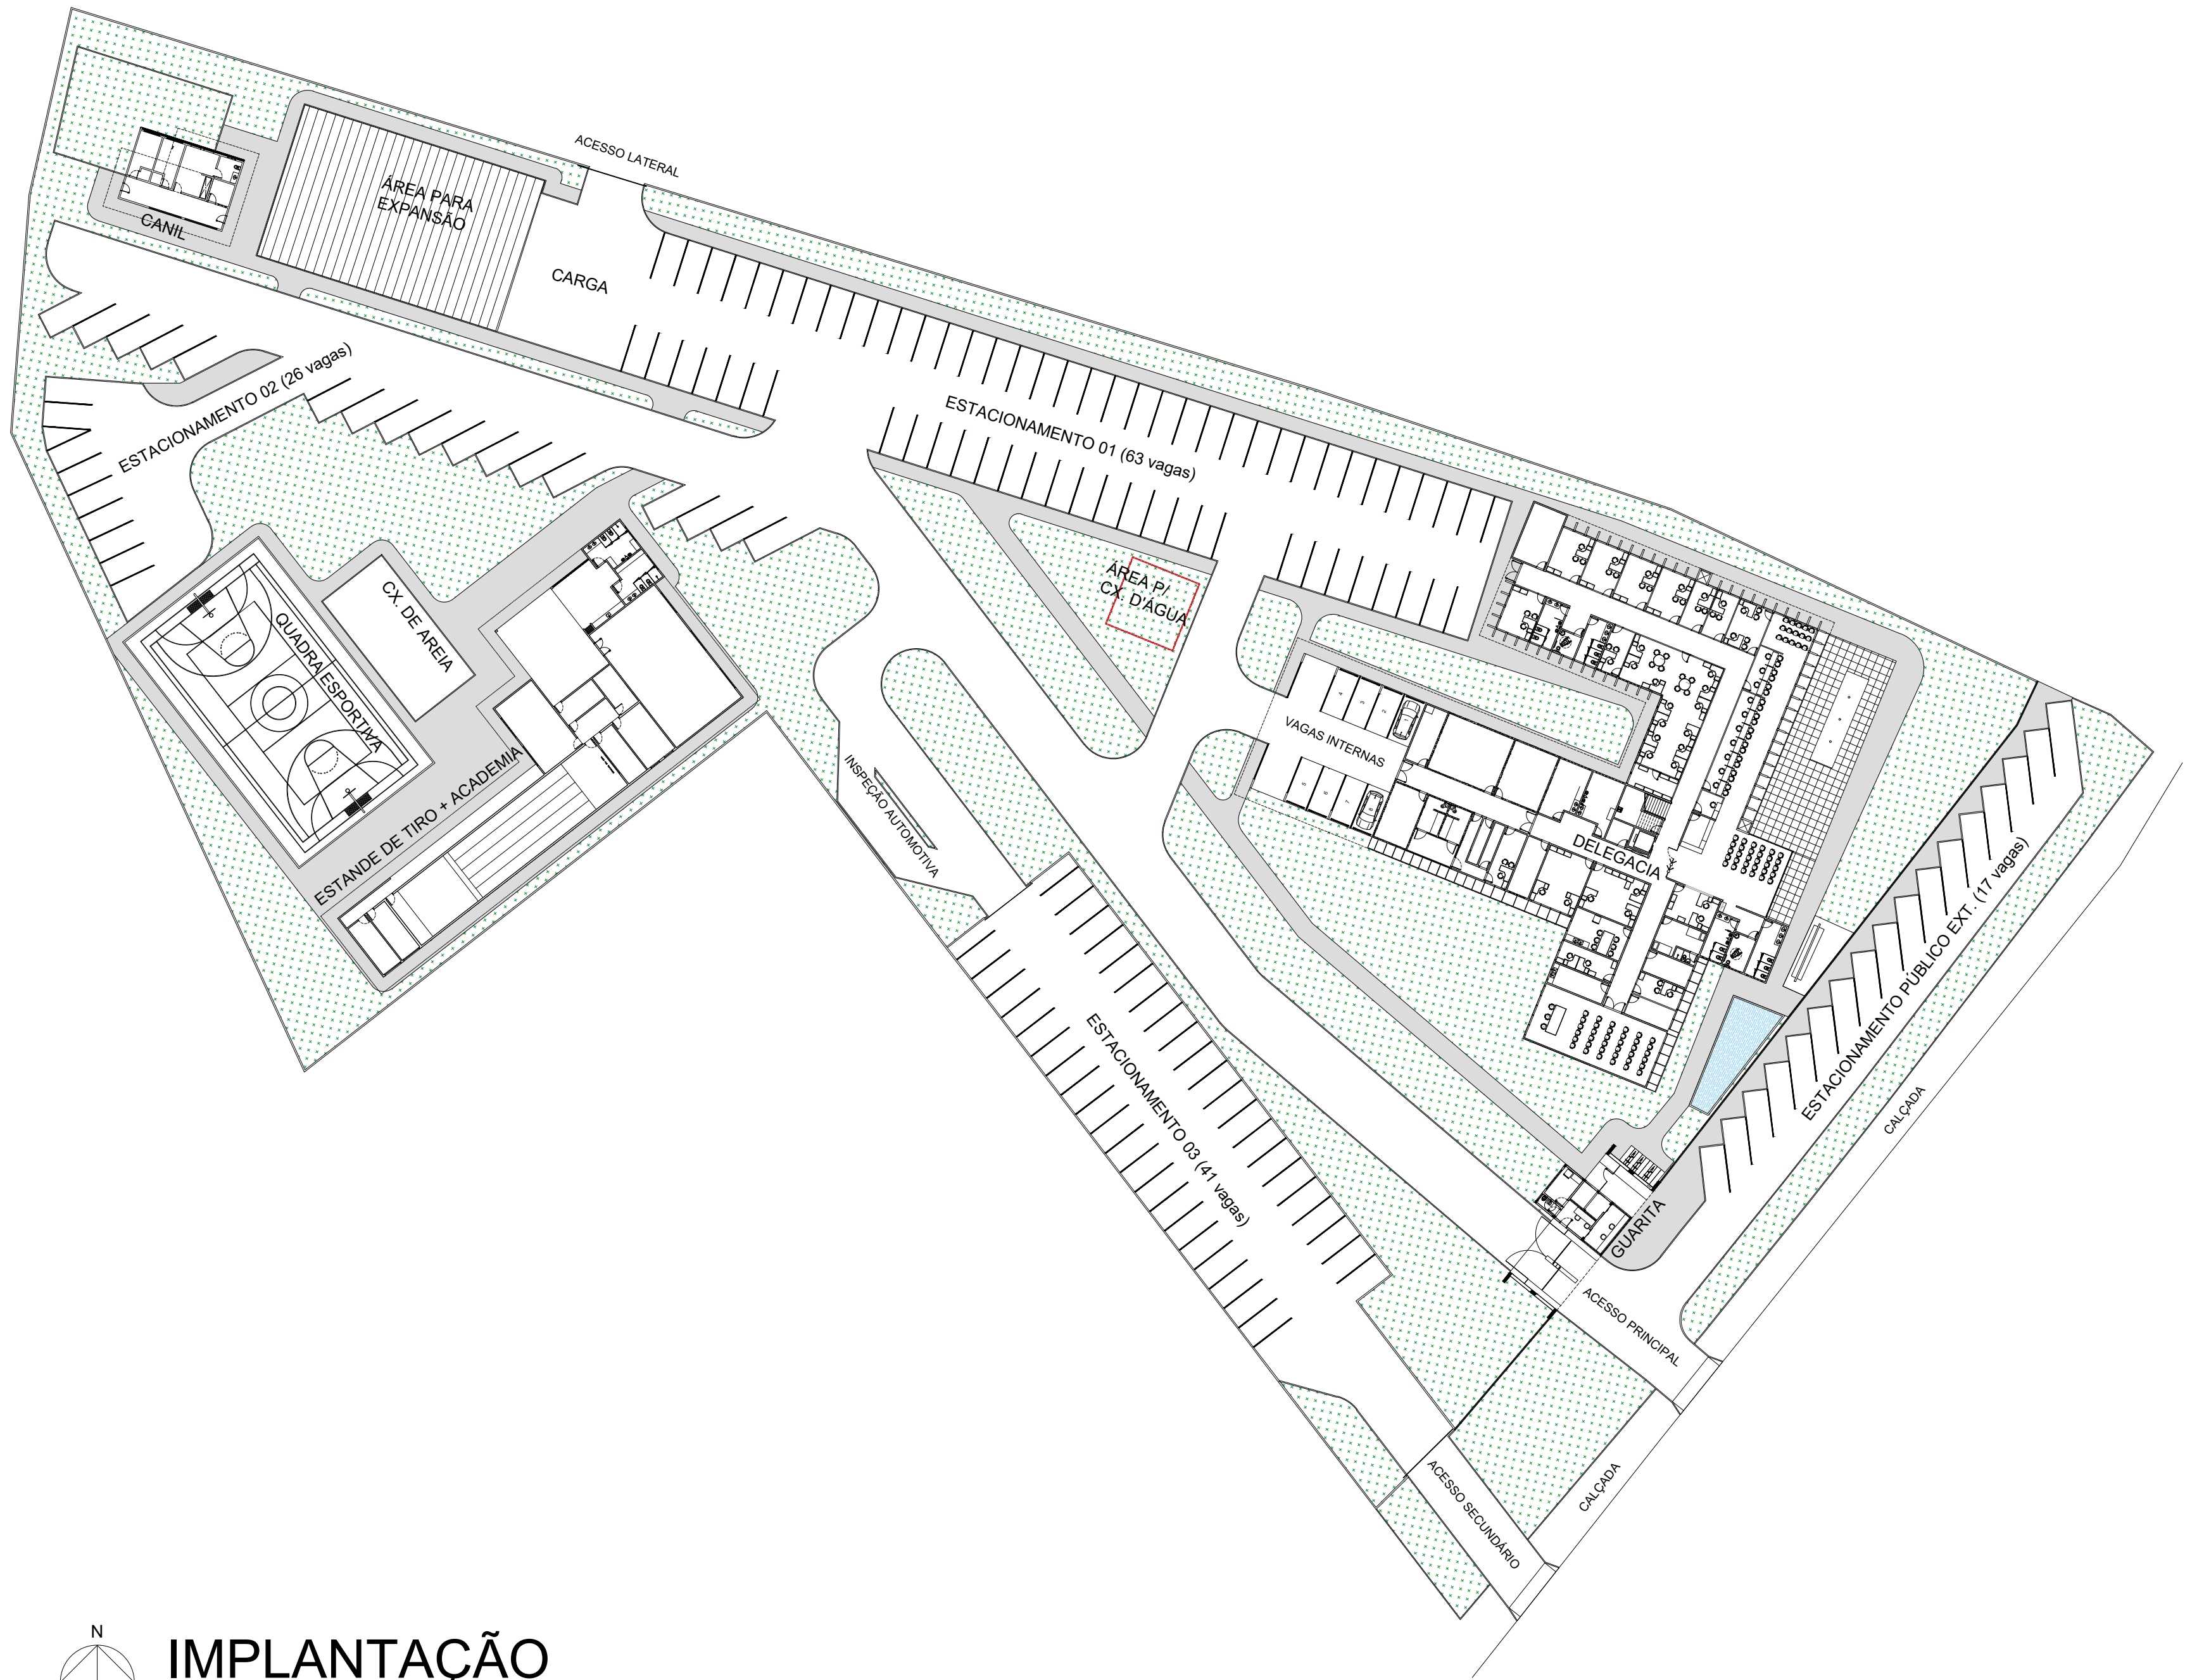 ACESSO LATERAL
ÁREA PARA
EXPANSÃO
CANIL
CARGA
ESTACIONAMENTO 02 (26 vagas)
ESTACIONAMENTO 01 (63 vagas)
ÁREA P/
CX. D'ÁGUA
CX. DE AREIA
QUADRA ESPORTIVA
ESTANDE DE TIRO + ACADEMIA
INSPEÇÃO AUTOMOTIVA
VAGAS INTERNAS
DELEGACIA
ESTACIONAMENTO PÚBLICO EXT. (17 vagas)
CALÇADA
ESTACIONAMENTO 03 (41 vagas)
GUARITA
ACESSO PRINCIPAL
CALÇADA
ACESSO SECUNDÁRIO
N
IMPLANTAÇÃO